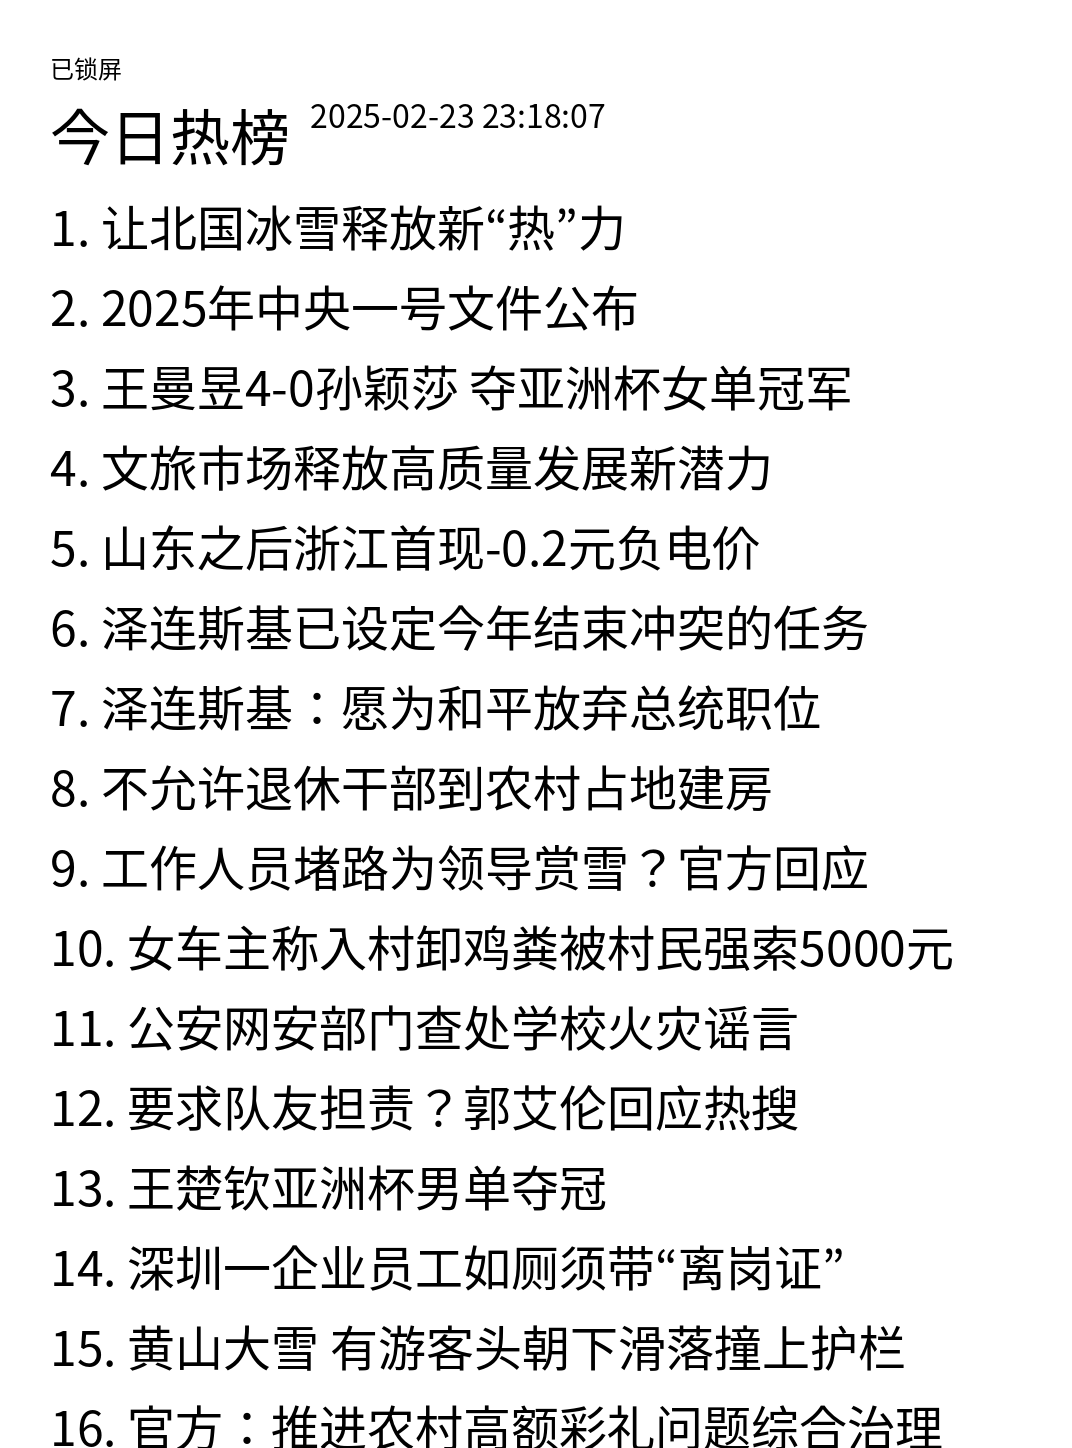 已锁屏
今日热榜 2025-02-23 23:18:07
1. 让北国冰雪释放新“热”力
2. 2025年中央一号文件公布
3. 王曼昱4-0孙颖莎 夺亚洲杯女单冠军
4. 文旅市场释放高质量发展新潜力
5. 山东之后浙江首现-0.2元负电价
6. 泽连斯基已设定今年结束冲突的任务
7. 泽连斯基：愿为和平放弃总统职位
8. 不允许退休干部到农村占地建房
9. 工作人员堵路为领导赏雪？官方回应
10. 女车主称入村卸鸡粪被村民强索5000元
11. 公安网安部门查处学校火灾谣言
12. 要求队友担责？郭艾伦回应热搜
13. 王楚钦亚洲杯男单夺冠
14. 深圳一企业员工如厕须带“离岗证”
15. 黄山大雪 有游客头朝下滑落撞上护栏
16. 官方：推进农村高额彩礼问题综合治理